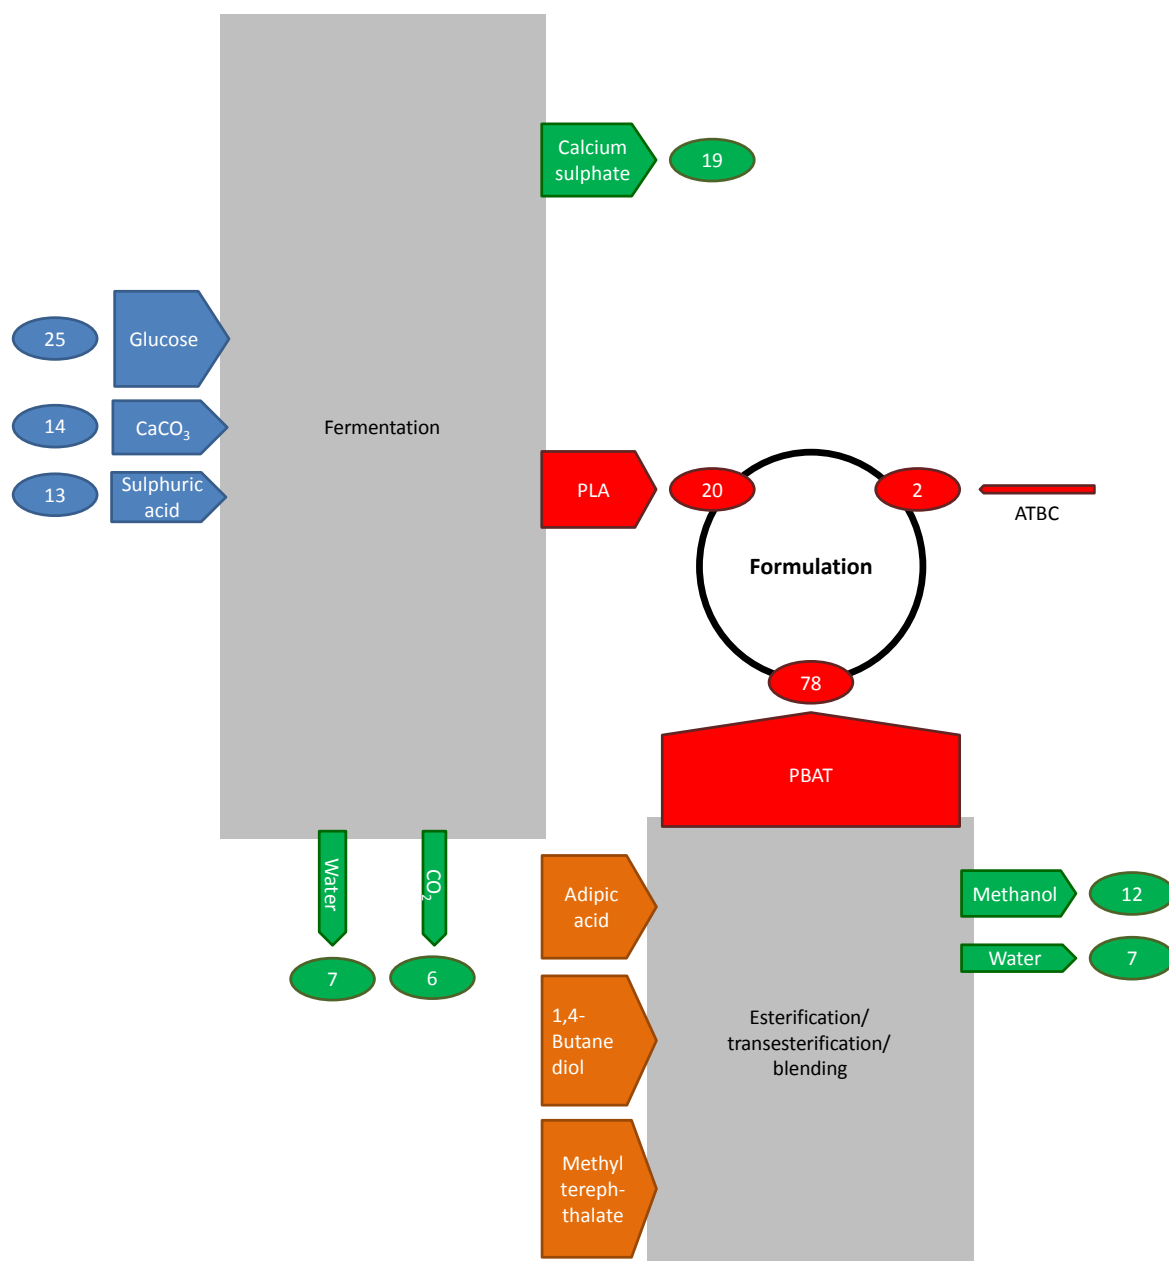 Calcium
sulphate
19
25
Glucose
14
CaCO₃
13
Sulphuric
acid
Fermentation
PLA
20
2
ATBC
Formulation
78
PBAT
Water
CO₂
7
6
Adipic
acid
Methanol
12
Water
7
1,4-
Butane
diol
Esterification/
transesterification/
blending
Methyl
tereph-
thalate